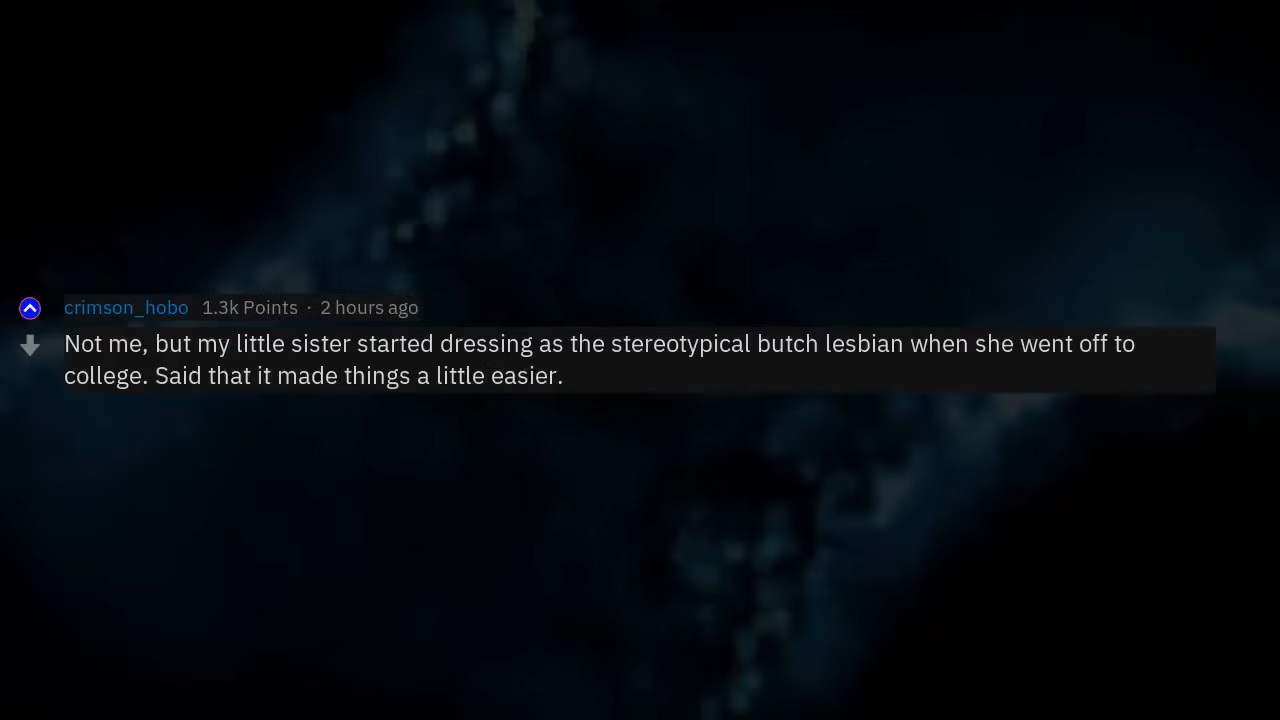 crimson_hobo 1.3k Points · 2 hours ago
Not me, but my little sister started dressing as the stereotypical butch lesbian when she went off to
college. Said that it made things a little easier.